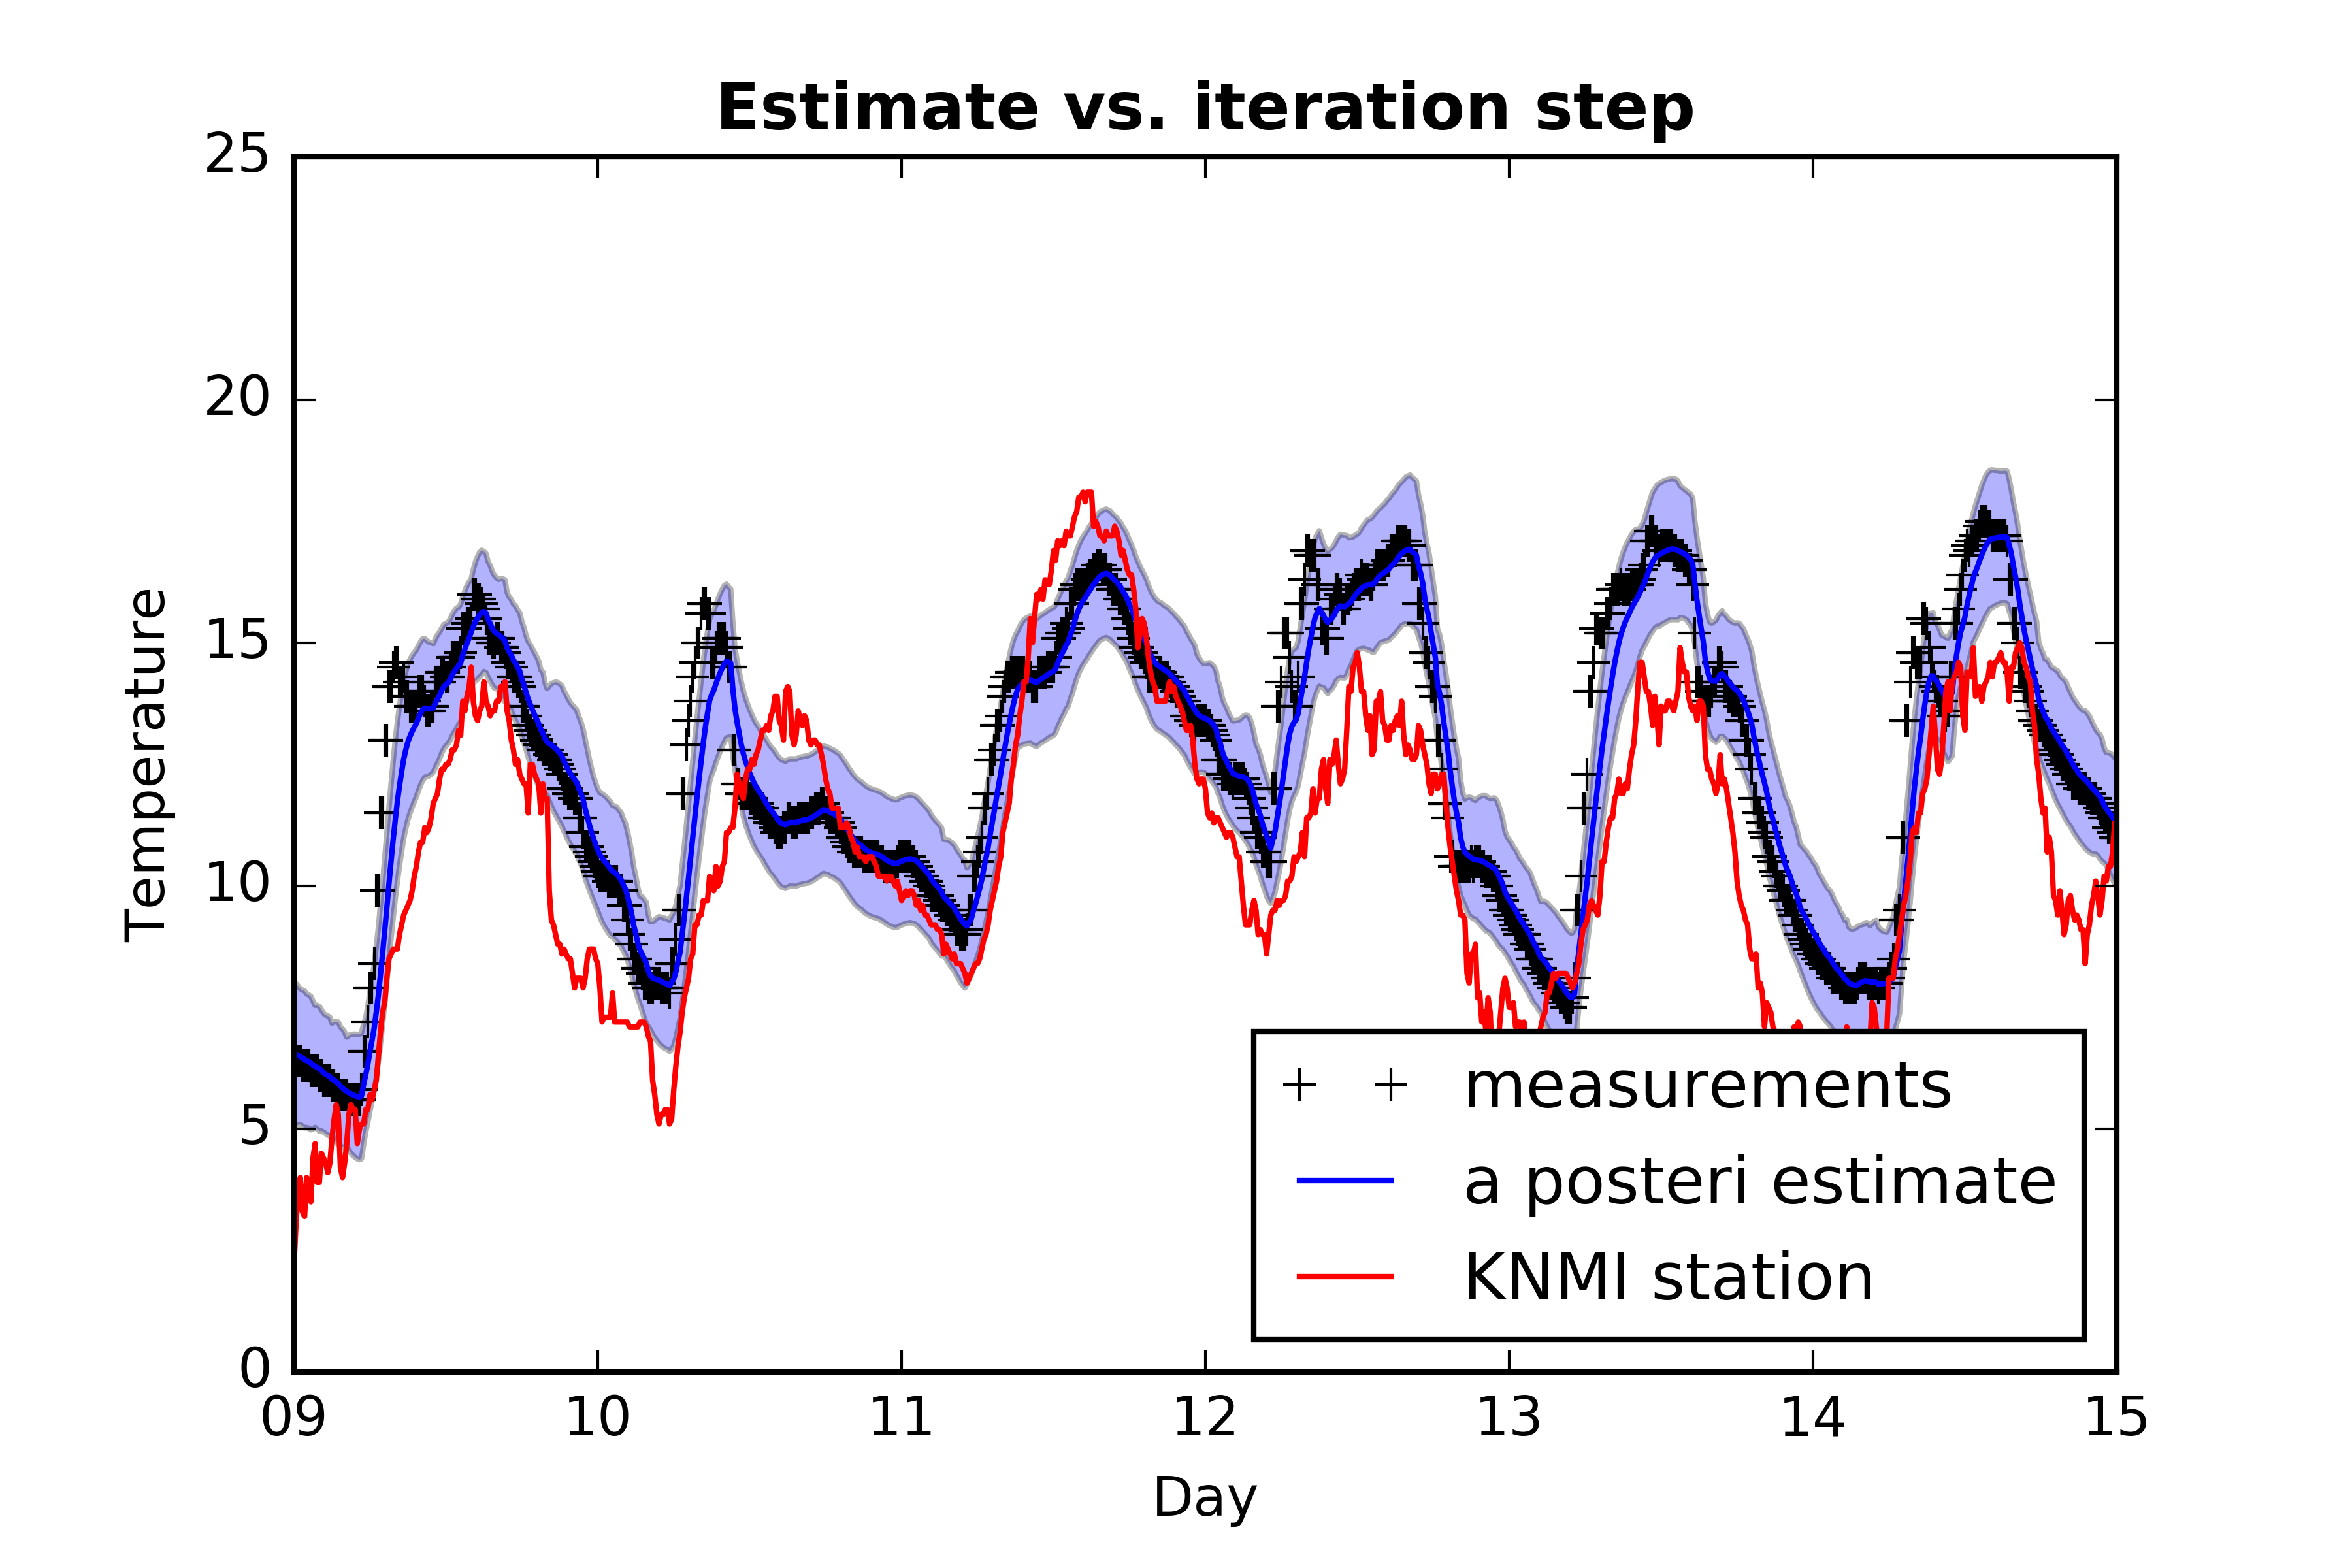 Estimate vs. iteration step
25
20
15
10
5
0
Temperature
measurements
a posteri estimate
KNMI station
09 10 11 12 13 14 15
Day